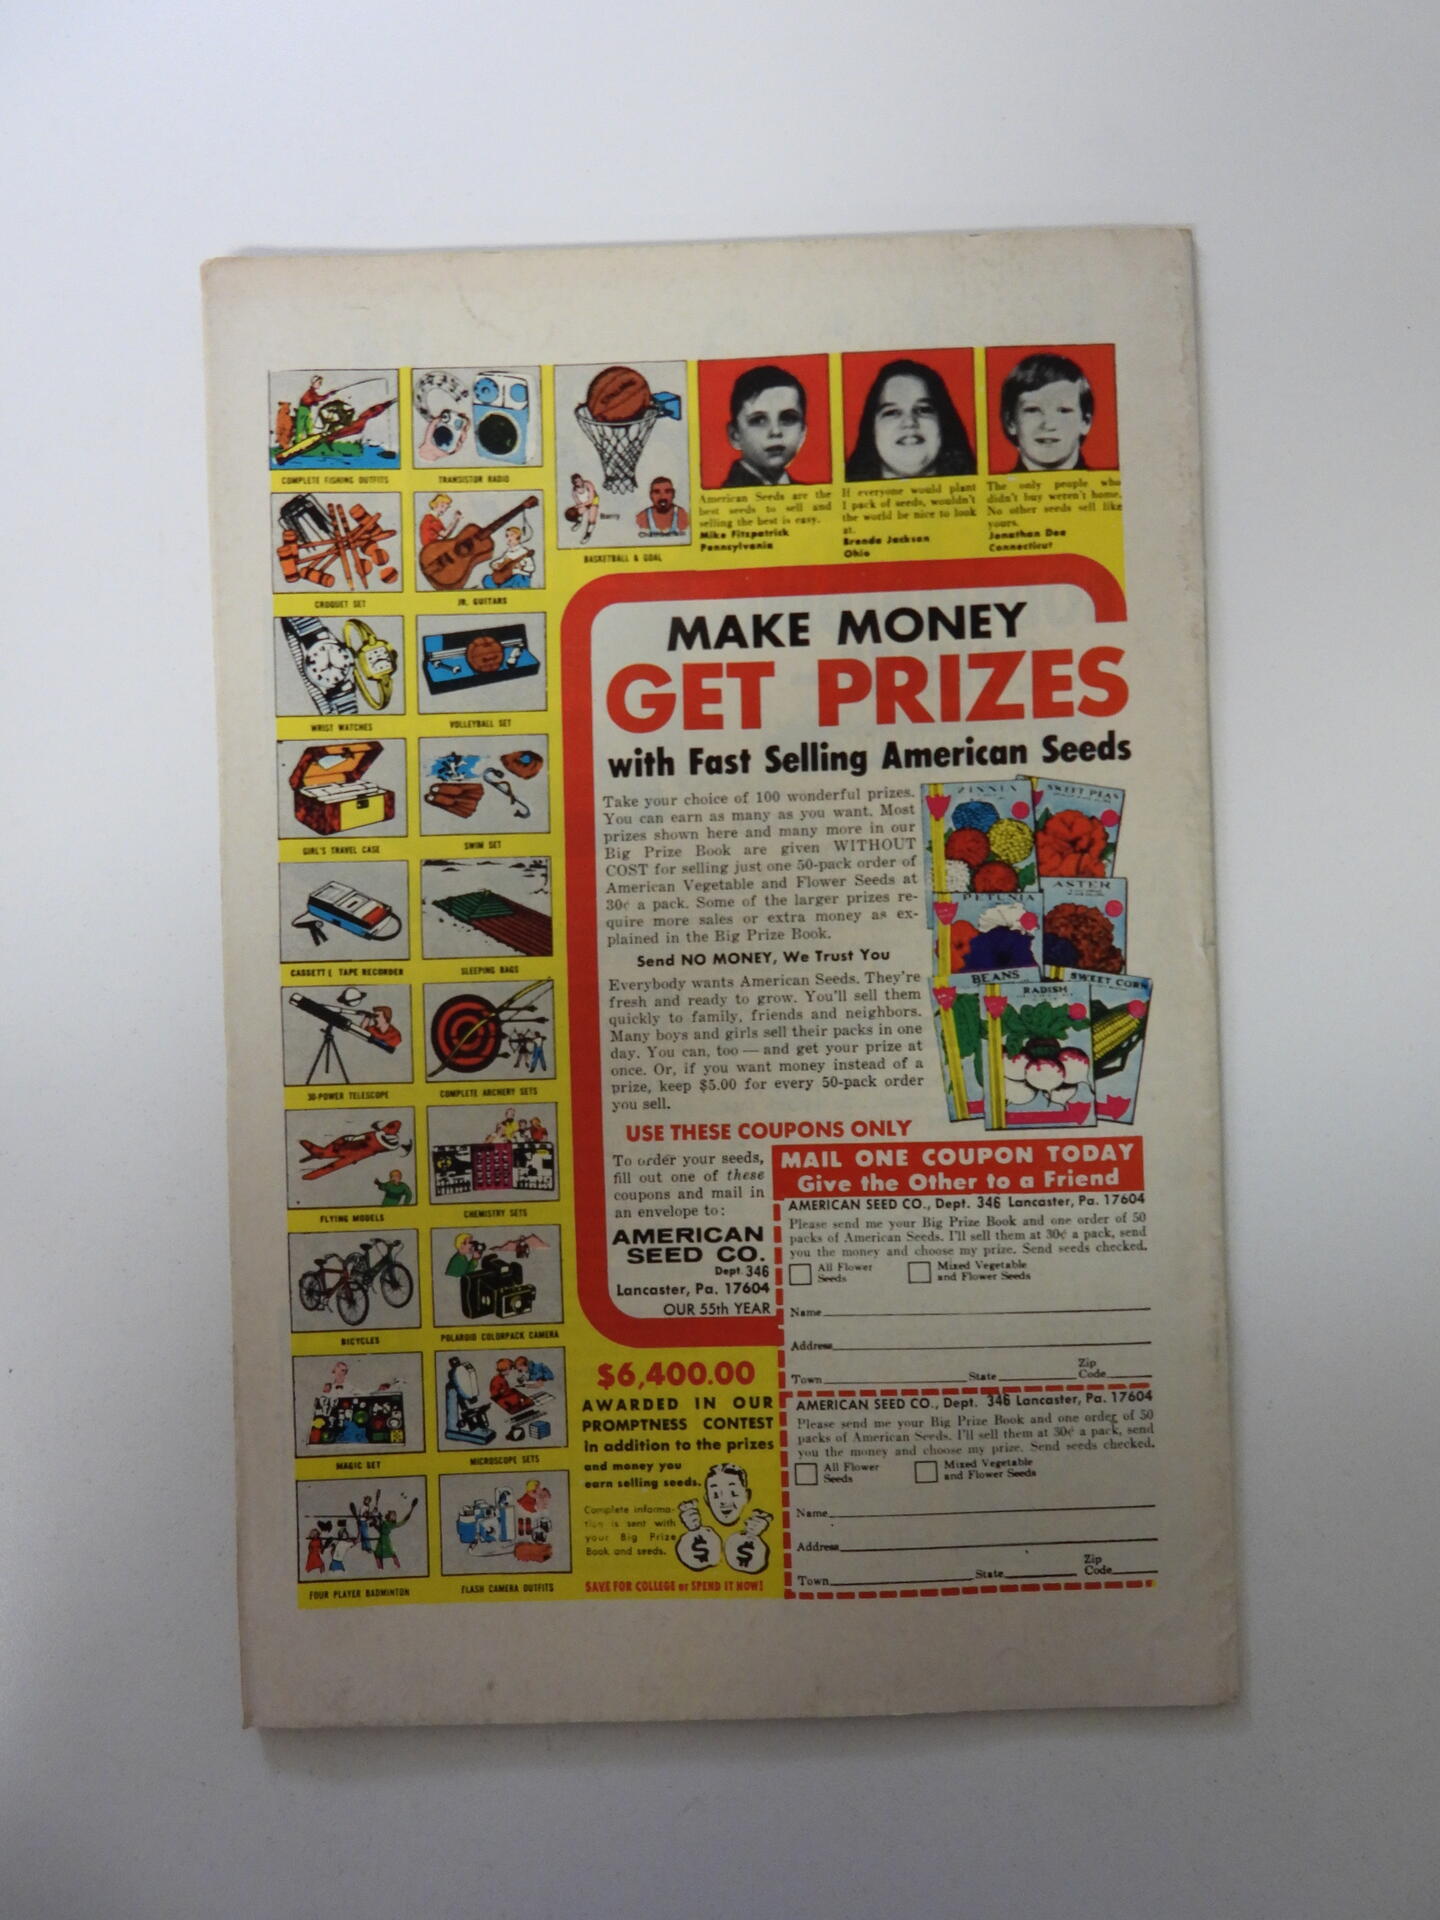 COMPLETE FISHING OUTFITS
TRANSISTOR RADIO
CROQUET SET
JR. GUITARS
WRIST WATCHES
VOLLEYBALL SET
GIRL'S TRAVEL CASE
SWIM SET
CASSETTE TAPE RECORDER
SLEEPING BAGS
30-POWER TELESCOPE
COMPLETE ARCHERY SETS
FLYING MODELS
CHEMISTRY SETS
BICYCLES
POLAROID COLORPACK CAMERA
MAGIC SET
MICROSCOPE SETS
FOUR PLAYER BADMINTON
FLASH CAMERA OUTFITS
Barry
Chamberlain
BASKETBALL & GOAL
American Seeds are the
best seeds to sell and
selling the best is easy.
Mike Fitzpatrick
Pennsylvania
If everyone would plant
1 pack of seeds, wouldn't
the world be nice to look
at.
Brenda Jackson
Ohio
The only people who
didn't buy weren't home.
No other seeds sell like
yours.
Jonathan Dee
Connecticut
MAKE MONEY
GET PRIZES
with Fast Selling American Seeds
Take your choice of 100 wonderful prizes.
You can earn as many as you want. Most
prizes shown here and many more in our
Big Prize Book are given WITHOUT
COST for selling just one 50-pack order of
American Vegetable and Flower Seeds at
30¢ a pack. Some of the larger prizes re-
quire more sales or extra money as ex-
plained in the Big Prize Book.
Send NO MONEY, We Trust You
Everybody wants American Seeds. They're
fresh and ready to grow. You'll sell them
quickly to family, friends and neighbors.
Many boys and girls sell their packs in one
day. You can, too — and get your prize at
once. Or, if you want money instead of a
prize, keep $5.00 for every 50-pack order
you sell.
ZINNIA
SWEET PEAS
ASTER
PETUNIA
BEANS
RADISH
SWEET CORN
USE THESE COUPONS ONLY
To order your seeds,
fill out one of these
coupons and mail in
an envelope to:
AMERICAN
SEED CO.
Dept. 346
Lancaster, Pa. 17604
OUR 55th YEAR
MAIL ONE COUPON TODAY
Give the Other to a Friend
AMERICAN SEED CO., Dept. 346 Lancaster, Pa. 17604
Please send me your Big Prize Book and one order of 50
packs of American Seeds. I'll sell them at 30¢ a pack, send
you the money and choose my prize. Send seeds checked.
All Flower
Seeds
Mixed Vegetable
and Flower Seeds
Name
Address
Town State Zip Code
AMERICAN SEED CO., Dept. 346 Lancaster, Pa. 17604
Please send me your Big Prize Book and one order of 50
packs of American Seeds. I'll sell them at 30¢ a pack, send
you the money and choose my prize. Send seeds checked.
All Flower
Seeds
Mixed Vegetable
and Flower Seeds
Name
Address
Town State Zip Code
$6,400.00
AWARDED IN OUR
PROMPTNESS CONTEST
in addition to the prizes
and money you
earn selling seeds.
Complete informa-
tion is sent with
your Big Prize
Book and seeds.
$ $
SAVE FOR COLLEGE or SPEND IT NOW!